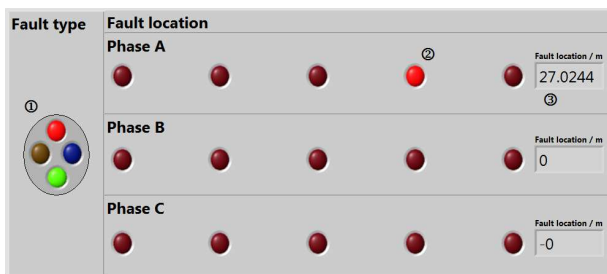 Fault type
Fault location
Phase A
②
Fault location / m
27.0244
③
①
Phase B
Fault location / m
0
Phase C
Fault location / m
-0